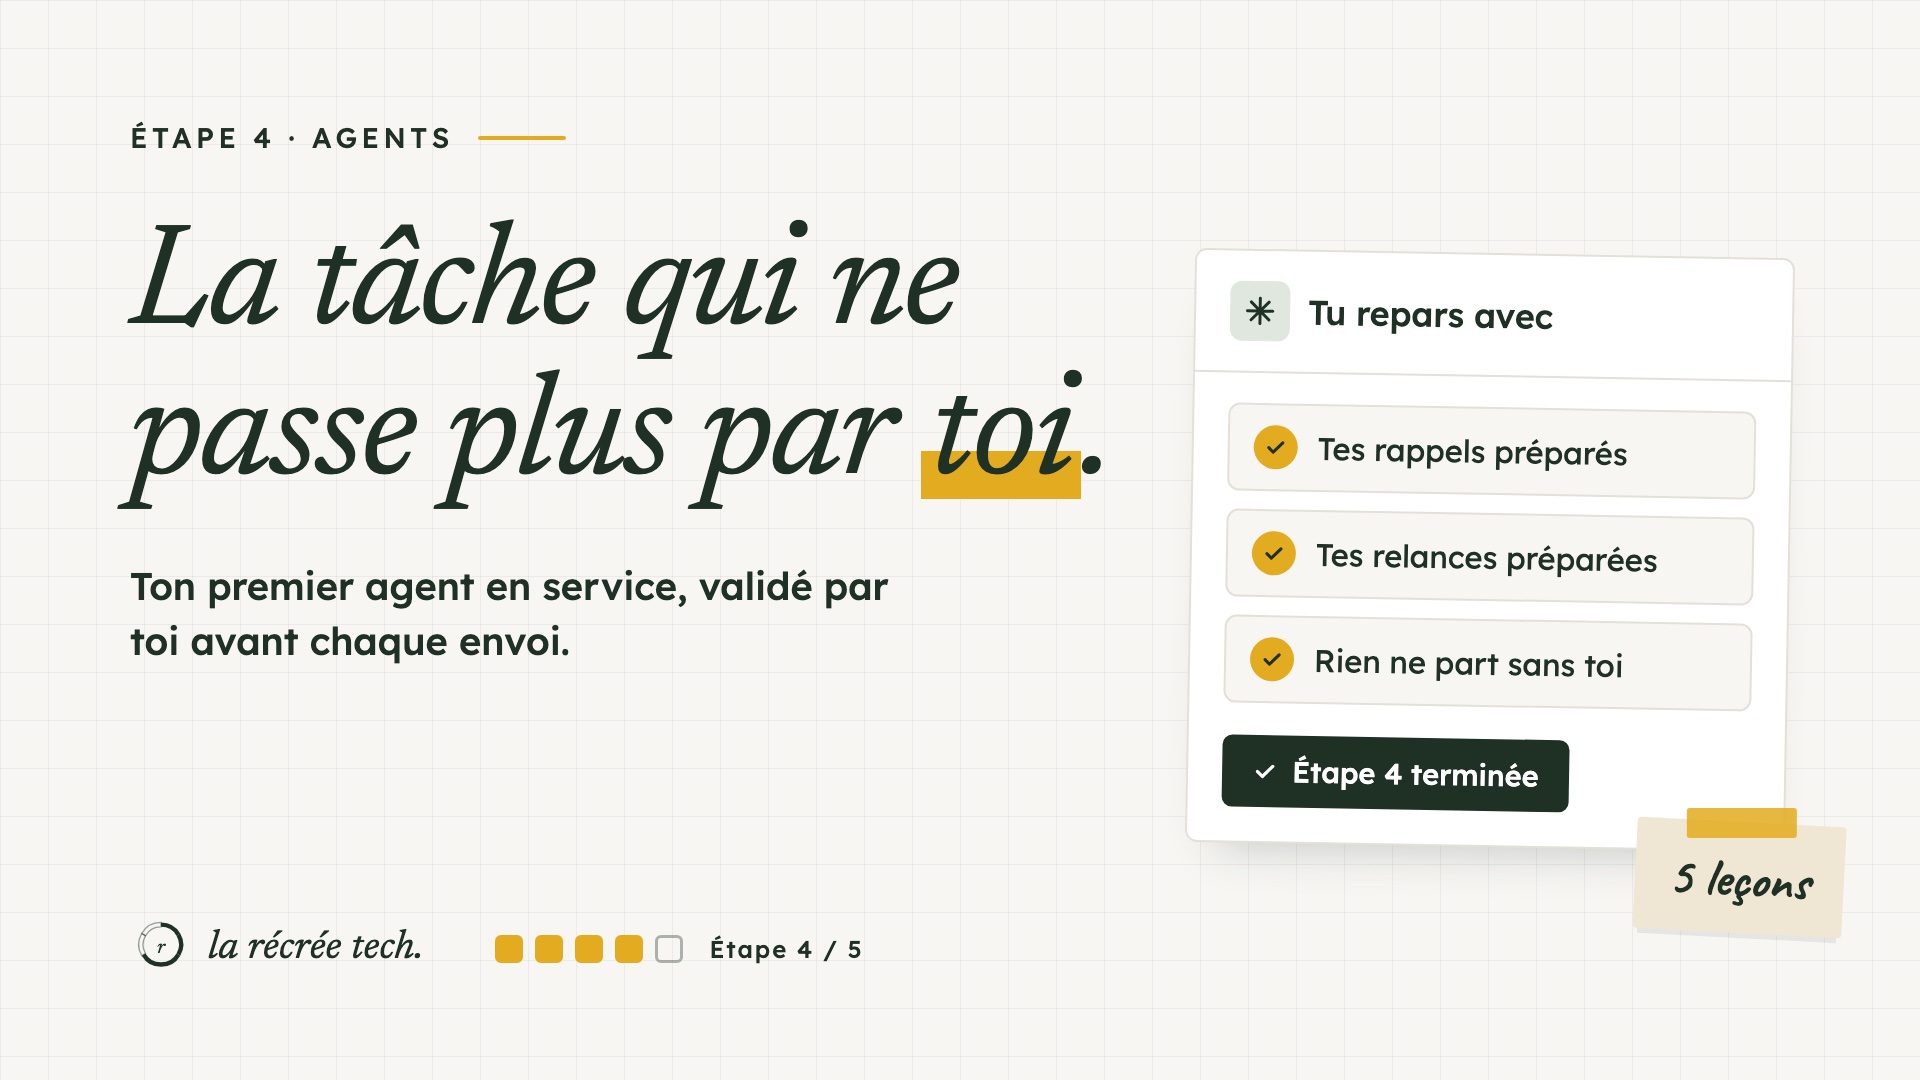 ÉTAPE 4 · AGENTS
La tâche qui ne
passe plus par toi.
Ton premier agent en service, validé par
toi avant chaque envoi.
Tu repars avec
Tes rappels préparés
Tes relances préparées
Rien ne part sans toi
Étape 4 terminée
5 leçons
r
la récrée tech.
Étape 4 / 5